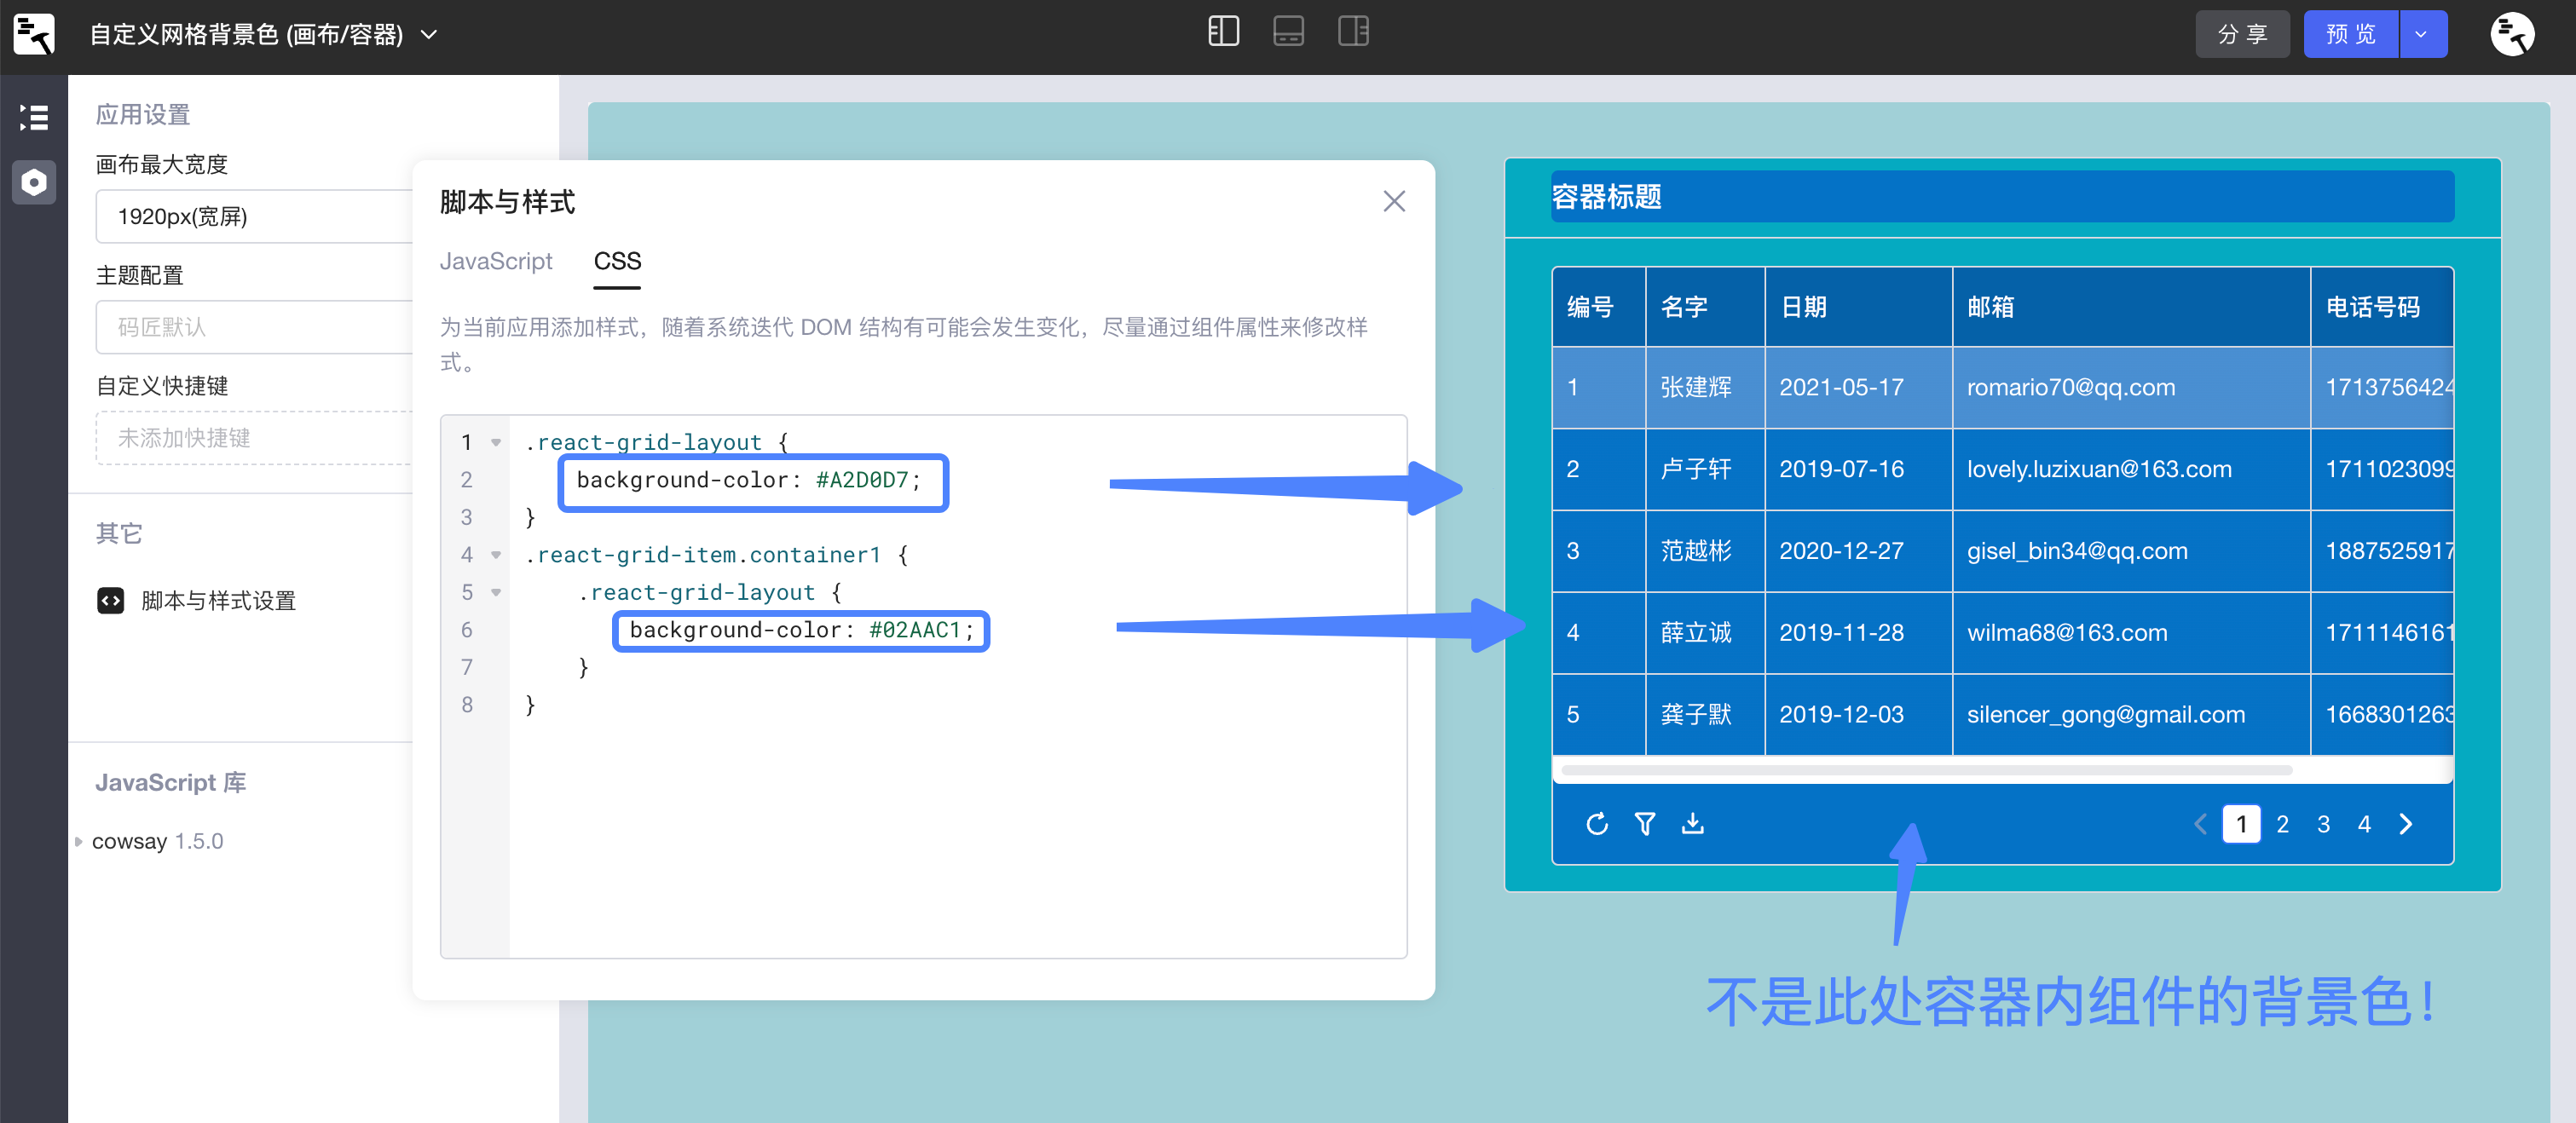 自定义网格背景色 (画布/容器)
分享
预览
应用设置
画布最大宽度
1920px(宽屏)
主题配置
码匠默认
自定义快捷键
未添加快捷键
其它
脚本与样式设置
JavaScript 库
cowsay 1.5.0
脚本与样式
JavaScript CSS
为当前应用添加样式，随着系统迭代 DOM 结构有可能会发生变化，尽量通过组件属性来修改样
式。
1 .react-grid-layout {
2 background-color: #A2D0D7;
3 }
4 .react-grid-item.container1 {
5 .react-grid-layout {
6 background-color: #02AAC1;
7 }
8 }
容器标题
编号 名字 日期 邮箱 电话号码
1 张建辉 2021-05-17 romario70@qq.com 1713756424
2 卢子轩 2019-07-16 lovely.luzixuan@163.com 1711023099
3 范越彬 2020-12-27 gisel_bin34@qq.com 1887525917
4 薛立诚 2019-11-28 wilma68@163.com 1711146161
5 龚子默 2019-12-03 silencer_gong@gmail.com 1668301263
1 2 3 4
不是此处容器内组件的背景色！